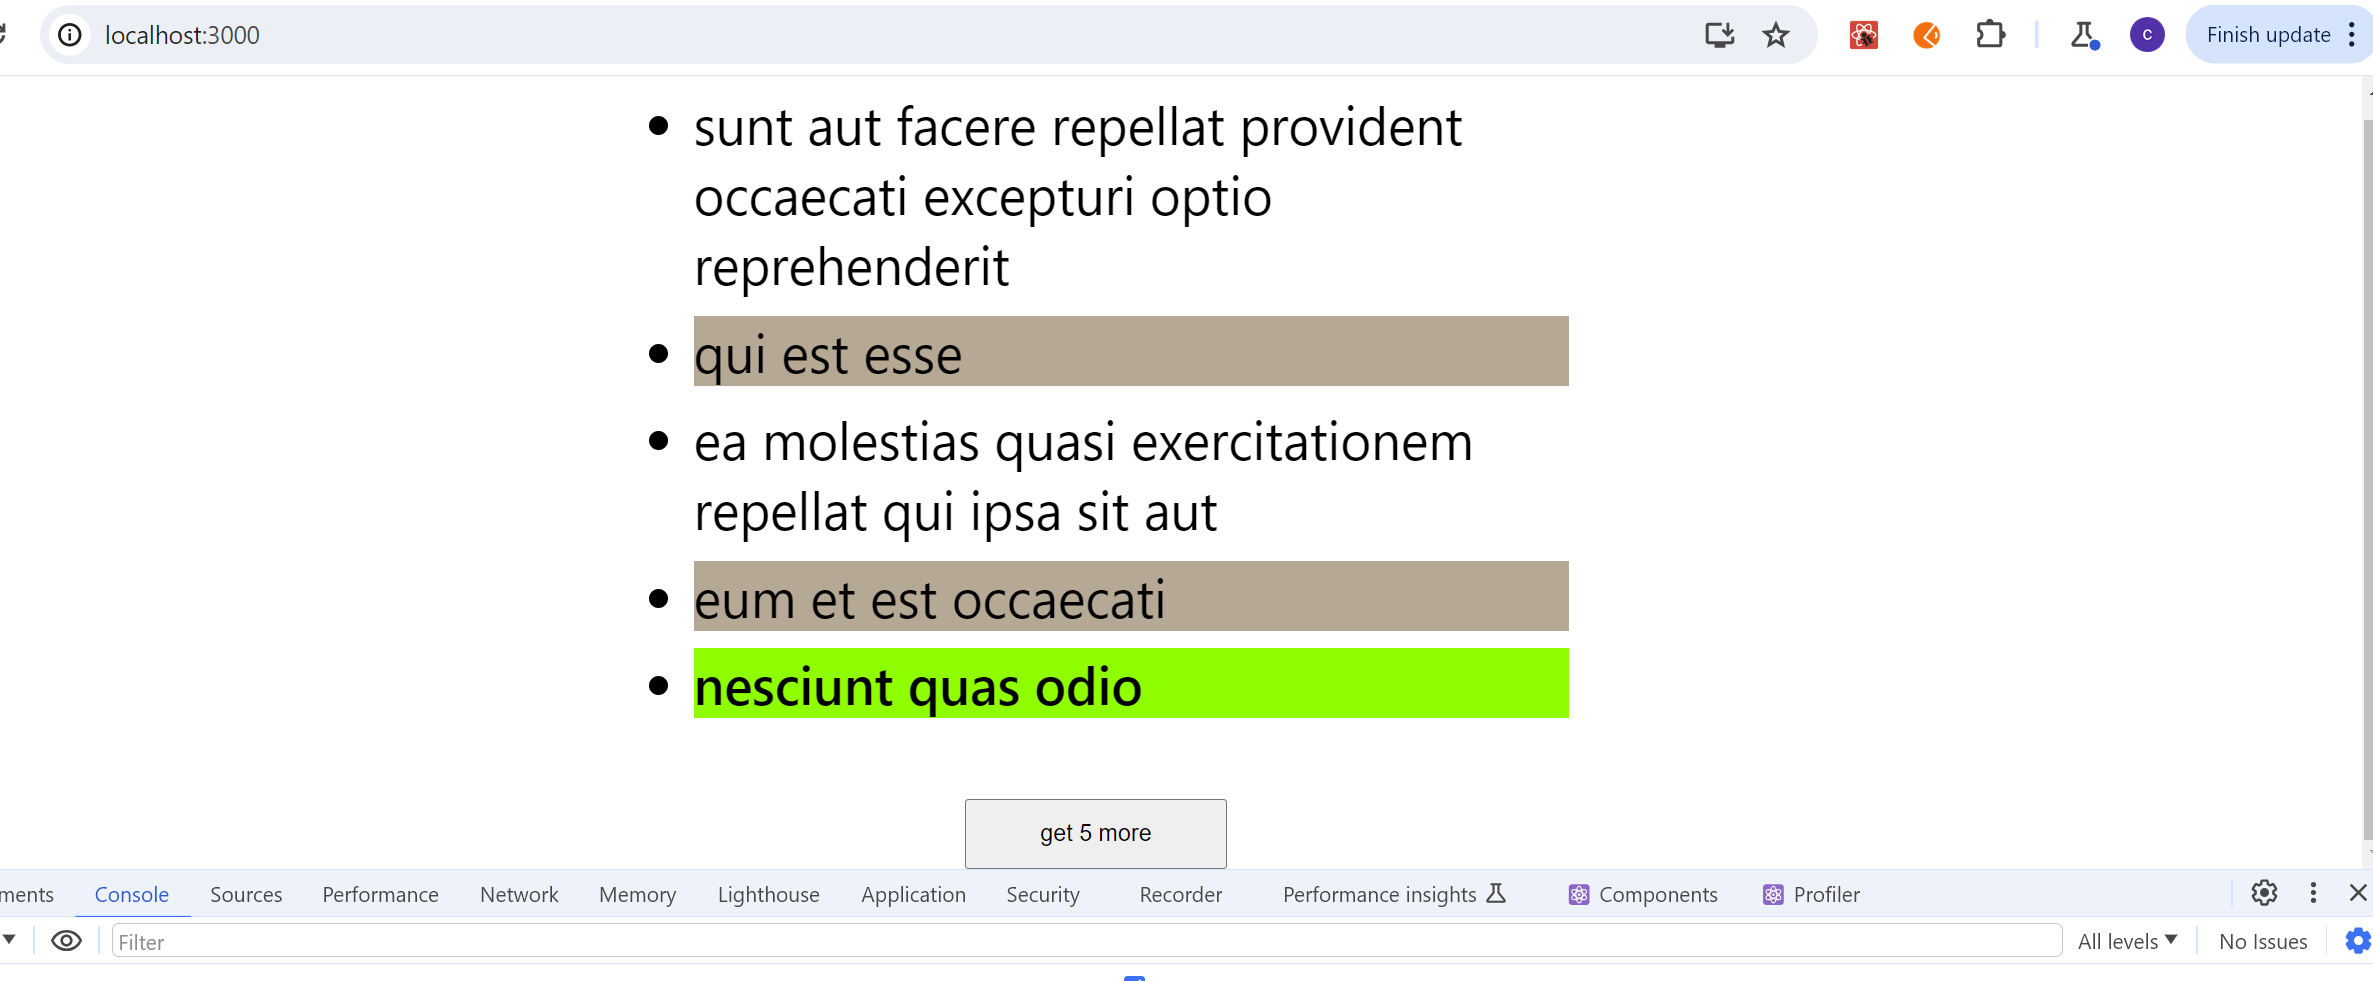 localhost:3000
C
Finish update
sunt aut facere repellat provident
occaecati excepturi optio
reprehenderit
qui est esse
ea molestias quasi exercitationem
repellat qui ipsa sit aut
eum et est occaecati
nesciunt quas odio
get 5 more
ments Console Sources Performance Network Memory Lighthouse Application Security Recorder Performance insights Components Profiler
Filter All levels No Issues